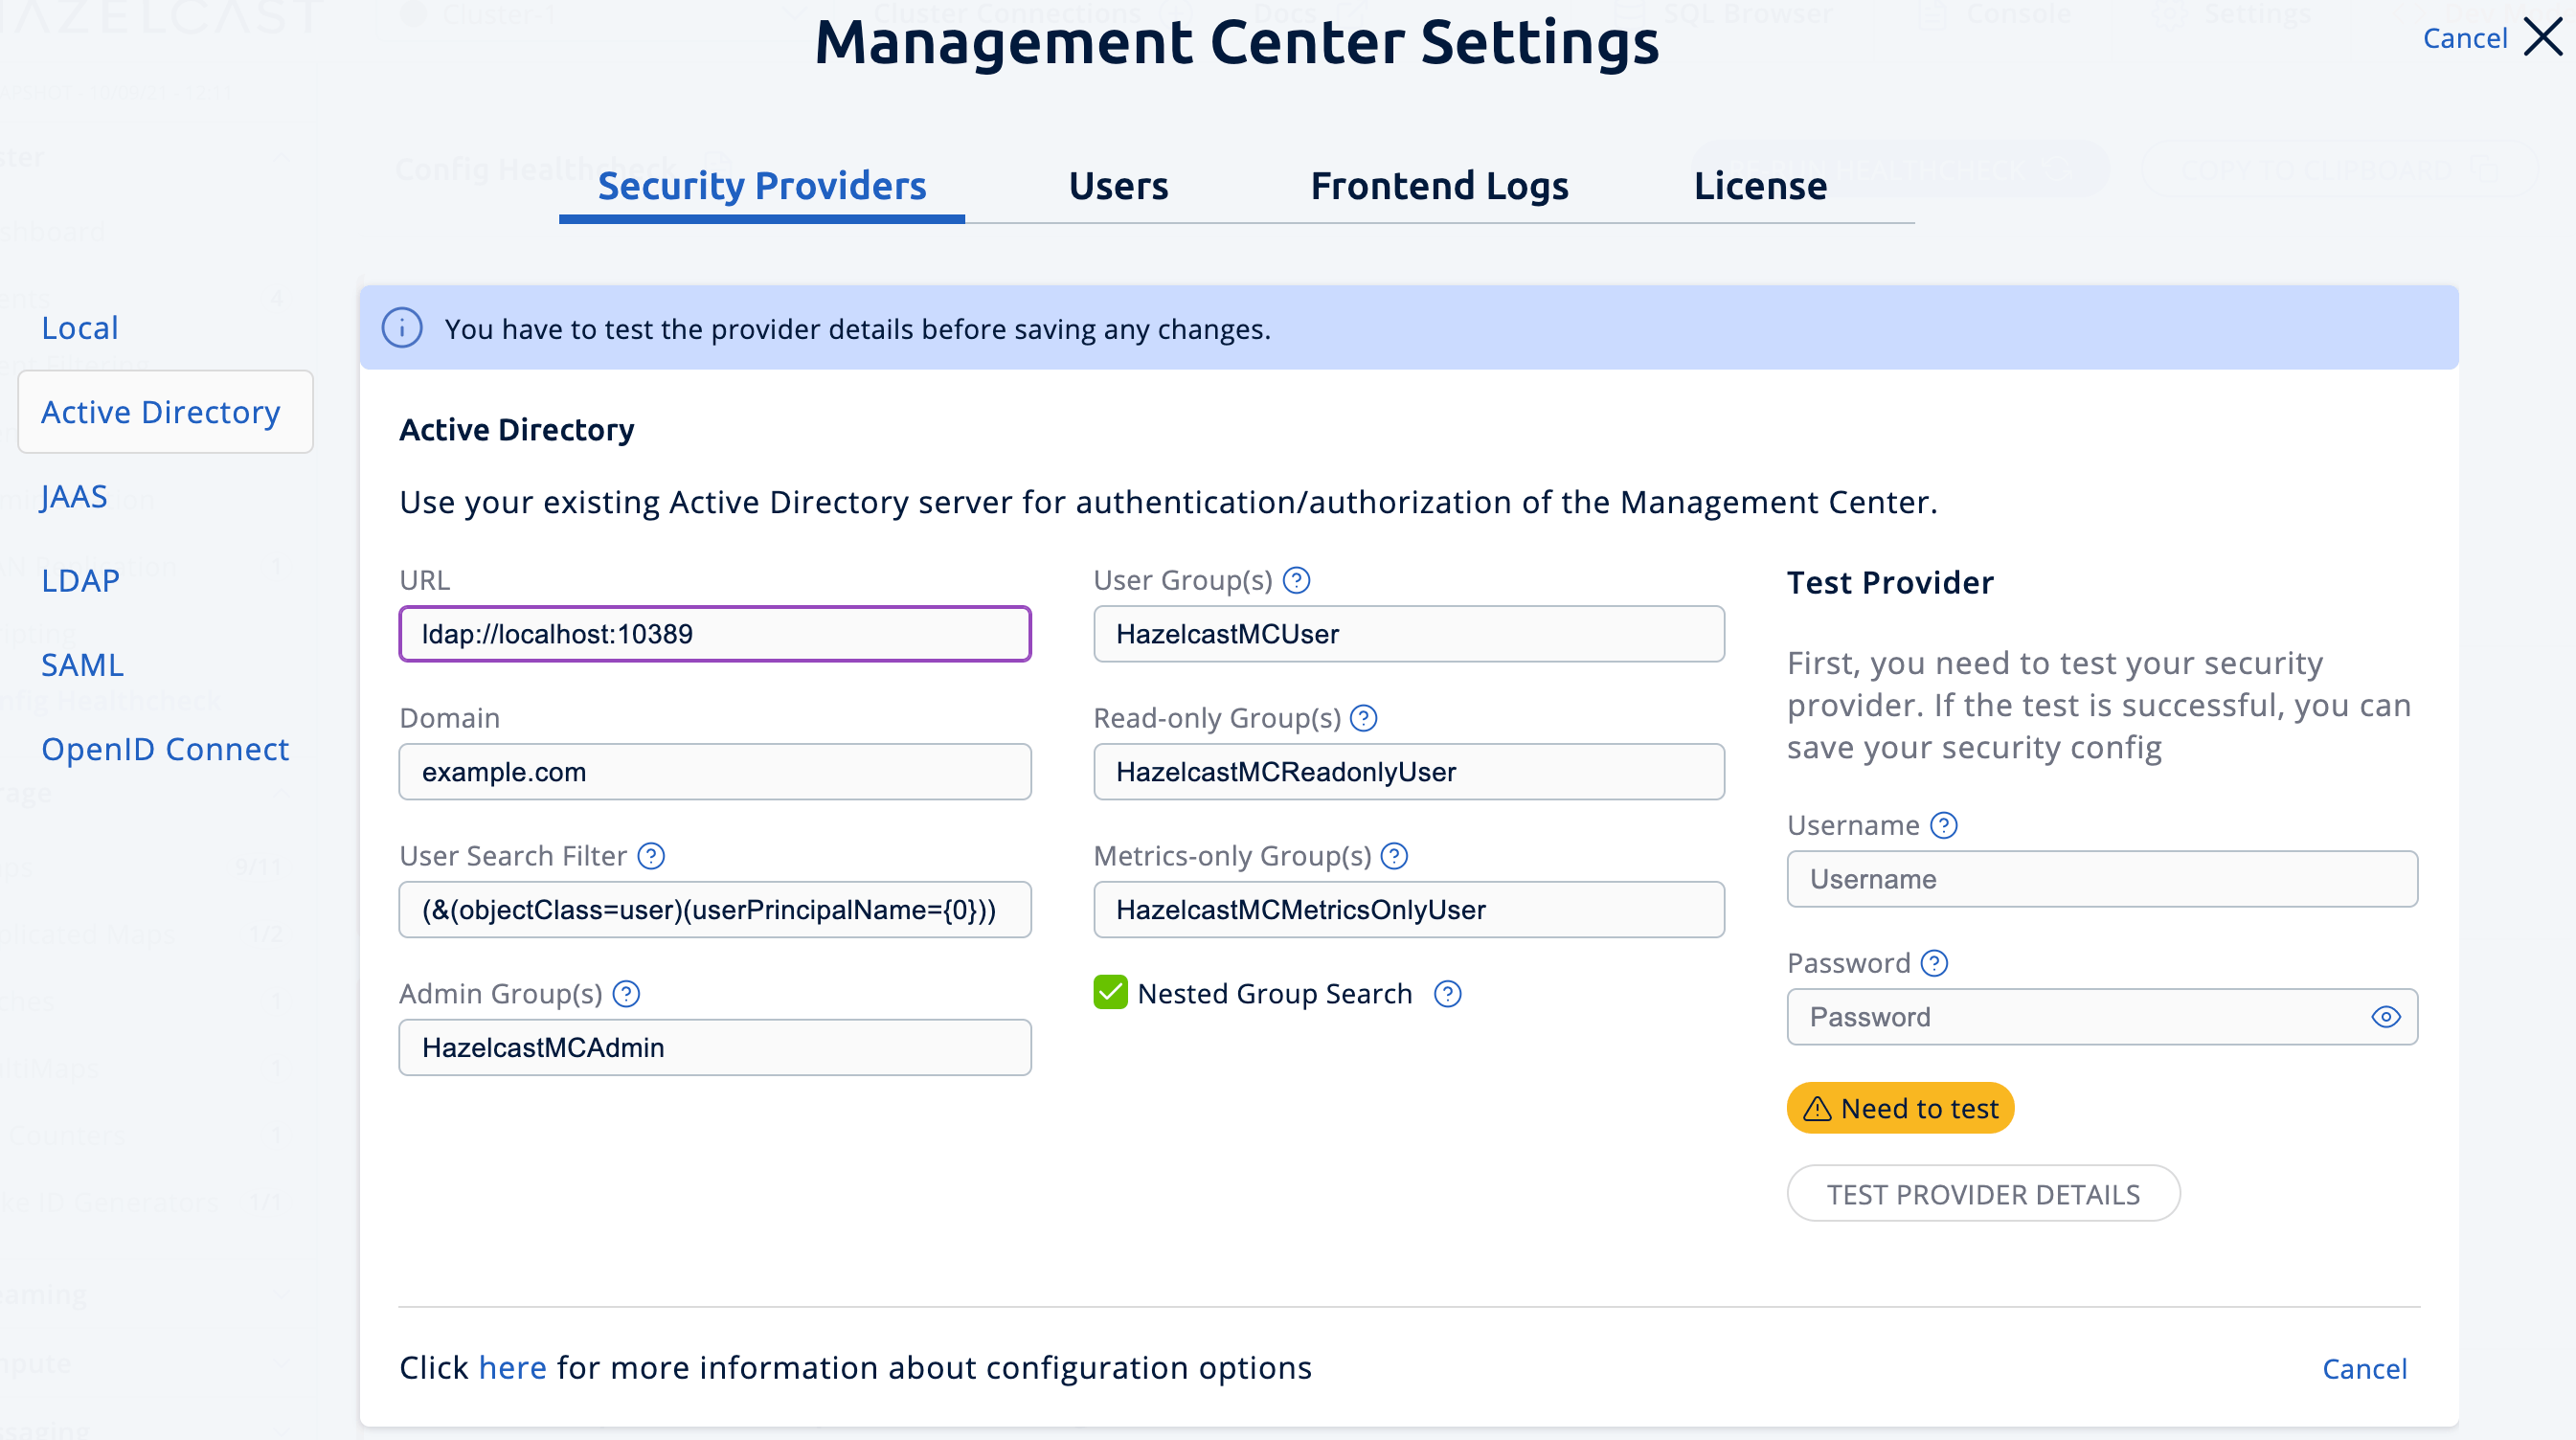 Management Center Settings
Cancel
Security Providers
Users
Frontend Logs
License
Local
Active Directory
JAAS
LDAP
SAML
OpenID Connect
You have to test the provider details before saving any changes.
Active Directory
Use your existing Active Directory server for authentication/authorization of the Management Center.
URL
ldap://localhost:10389
Domain
example.com
User Search Filter
(&(objectClass=user)(userPrincipalName={0}))
Admin Group(s)
HazelcastMCAdmin
User Group(s)
HazelcastMCUser
Read-only Group(s)
HazelcastMCReadonlyUser
Metrics-only Group(s)
HazelcastMCMetricsOnlyUser
Nested Group Search
Test Provider
First, you need to test your security
provider. If the test is successful, you can
save your security config
Username
Username
Password
Password
Need to test
TEST PROVIDER DETAILS
Click here for more information about configuration options
Cancel